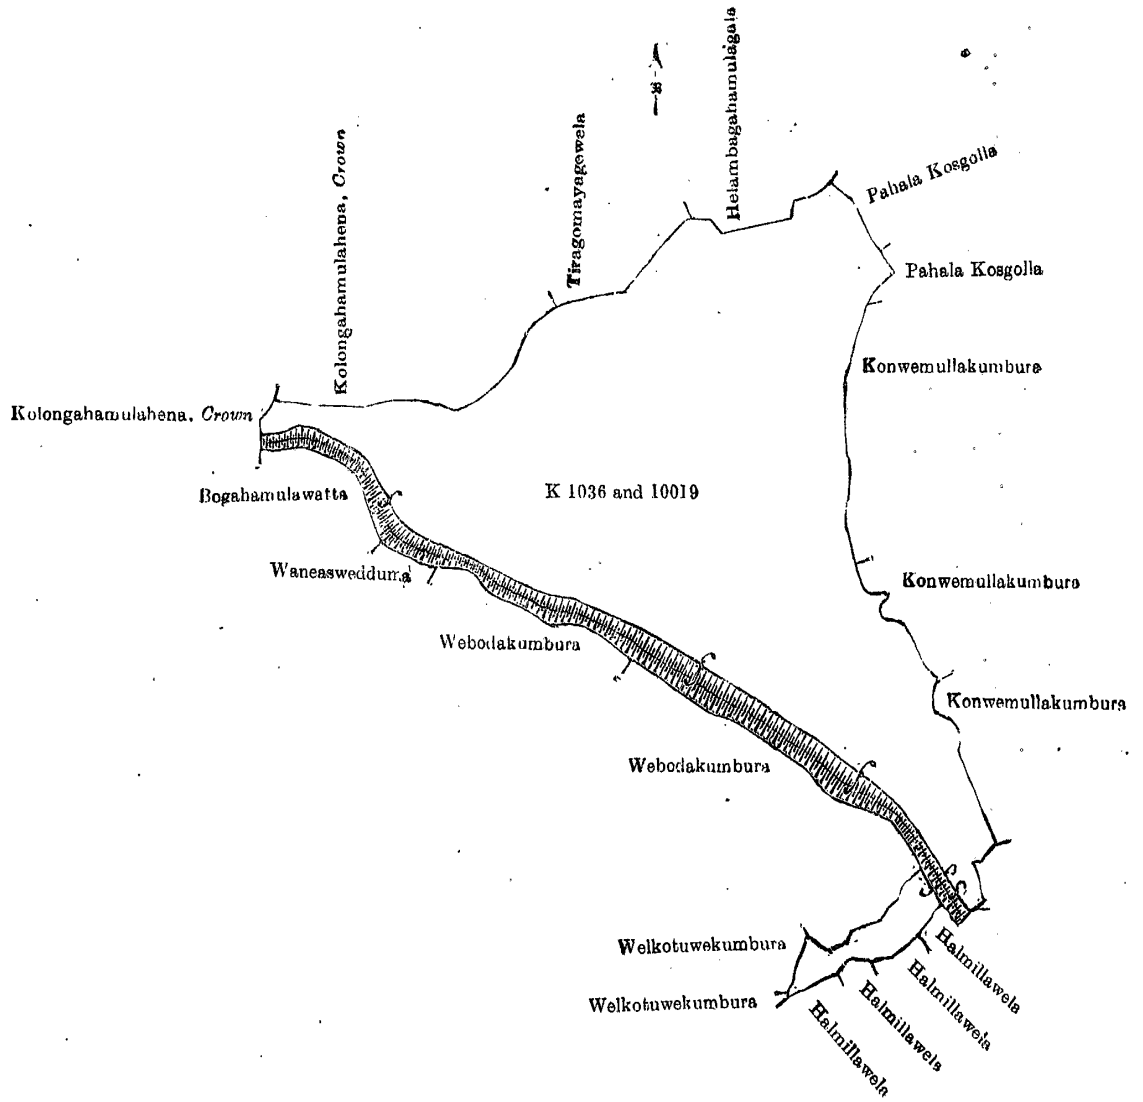 Helambagahamulagala
Tiragomayagewela
Kolongahamulahena, Crown
Pahala Kosgolla
Pahala Kosgolla
Konwemullakumbura
Kolongahamulahena, Crown
Bogahamulawatta
K 1036 and 10019
Waneaswedduma
Konwemullakumbura
Webodakumbura
Konwemullakumbura
Webodakumbura
Welkotuwekumbura
Welkotuwekumbura
Halmillawela
Halmillawela
Halmillawela
Halmillawela